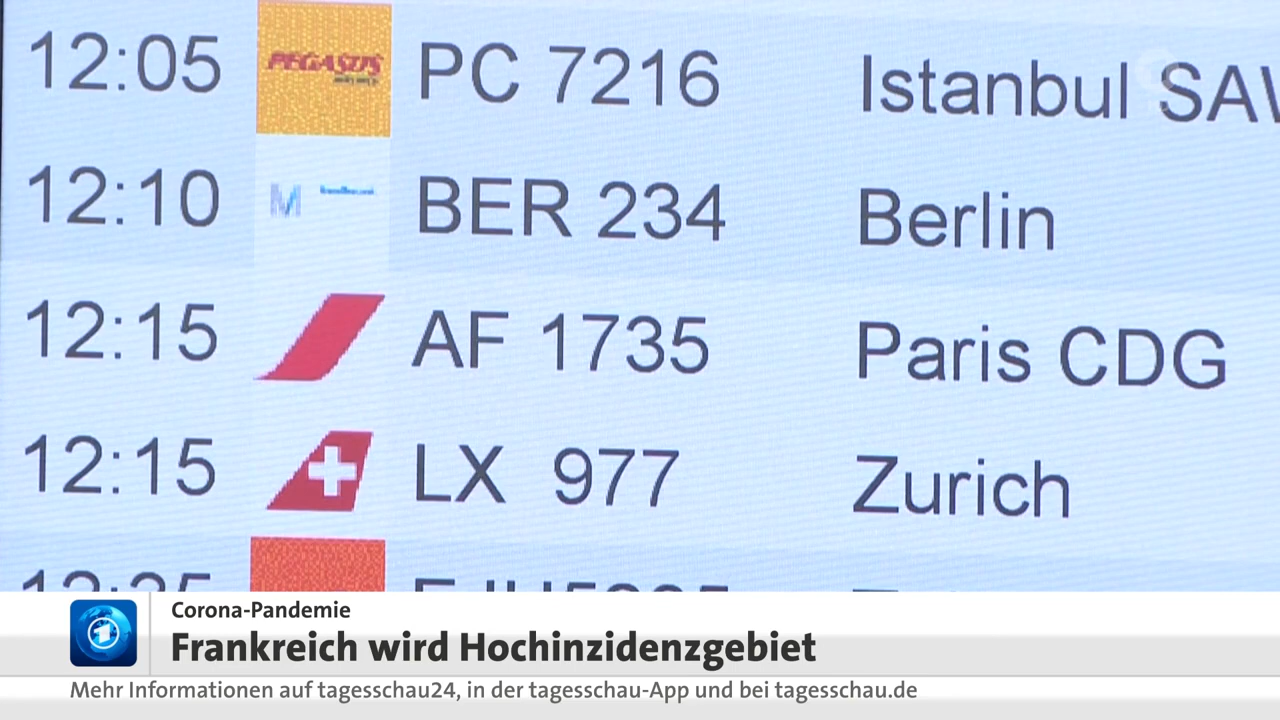 12:05 PEGASUS PC 7216 Istanbul SAW
12:10 M BER 234 Berlin
12:15 AF 1735 Paris CDG
12:15 LX 977 Zurich
Corona-Pandemie
Frankreich wird Hochinzidenzgebiet
Mehr Informationen auf tagesschau24, in der tagesschau-App und bei tagesschau.de